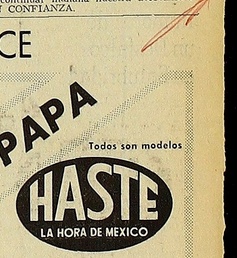 N CONFIANZA.
CE
PAPA
Todos son modelos
HASTE
LA HORA DE MEXICO